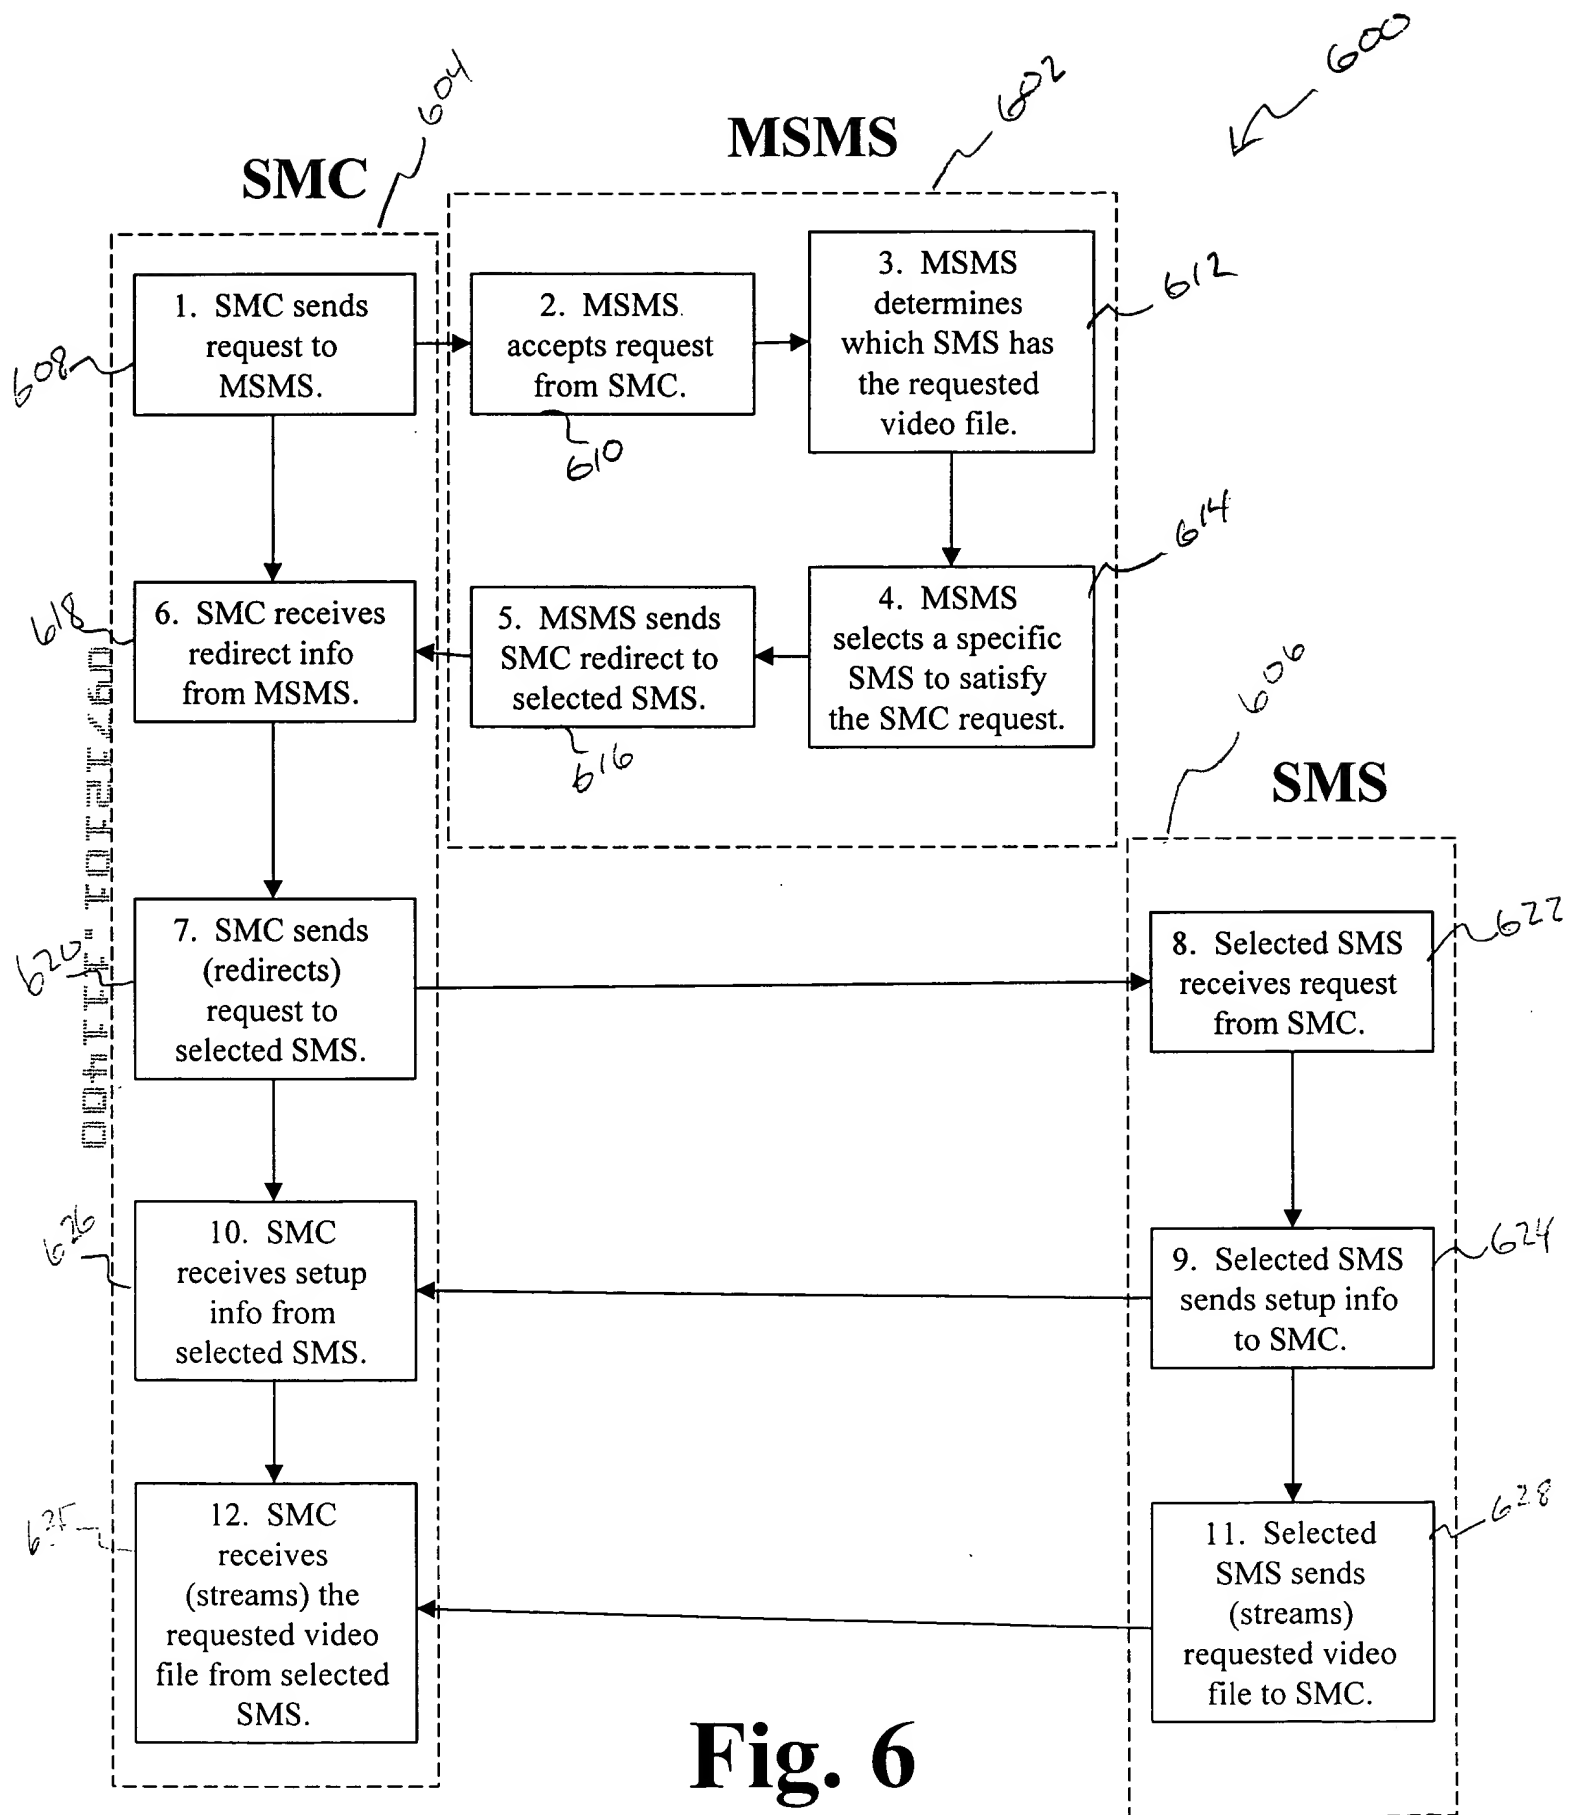 600
604
602
MSMS
SMC
1. SMC sends
request to
MSMS.
608
2. MSMS
accepts request
from SMC.
610
3. MSMS
determines
which SMS has
the requested
video file.
612
6. SMC receives
redirect info
from MSMS.
618
5. MSMS sends
SMC redirect to
selected SMS.
616
4. MSMS
selects a specific
SMS to satisfy
the SMC request.
614
606
SMS
7. SMC sends
(redirects)
request to
selected SMS.
620
8. Selected SMS
receives request
from SMC.
622
10. SMC
receives setup
info from
selected SMS.
626
9. Selected SMS
sends setup info
to SMC.
624
12. SMC
receives
(streams) the
requested video
file from selected
SMS.
11. Selected
SMS sends
(streams)
requested video
file to SMC.
628
Fig. 6